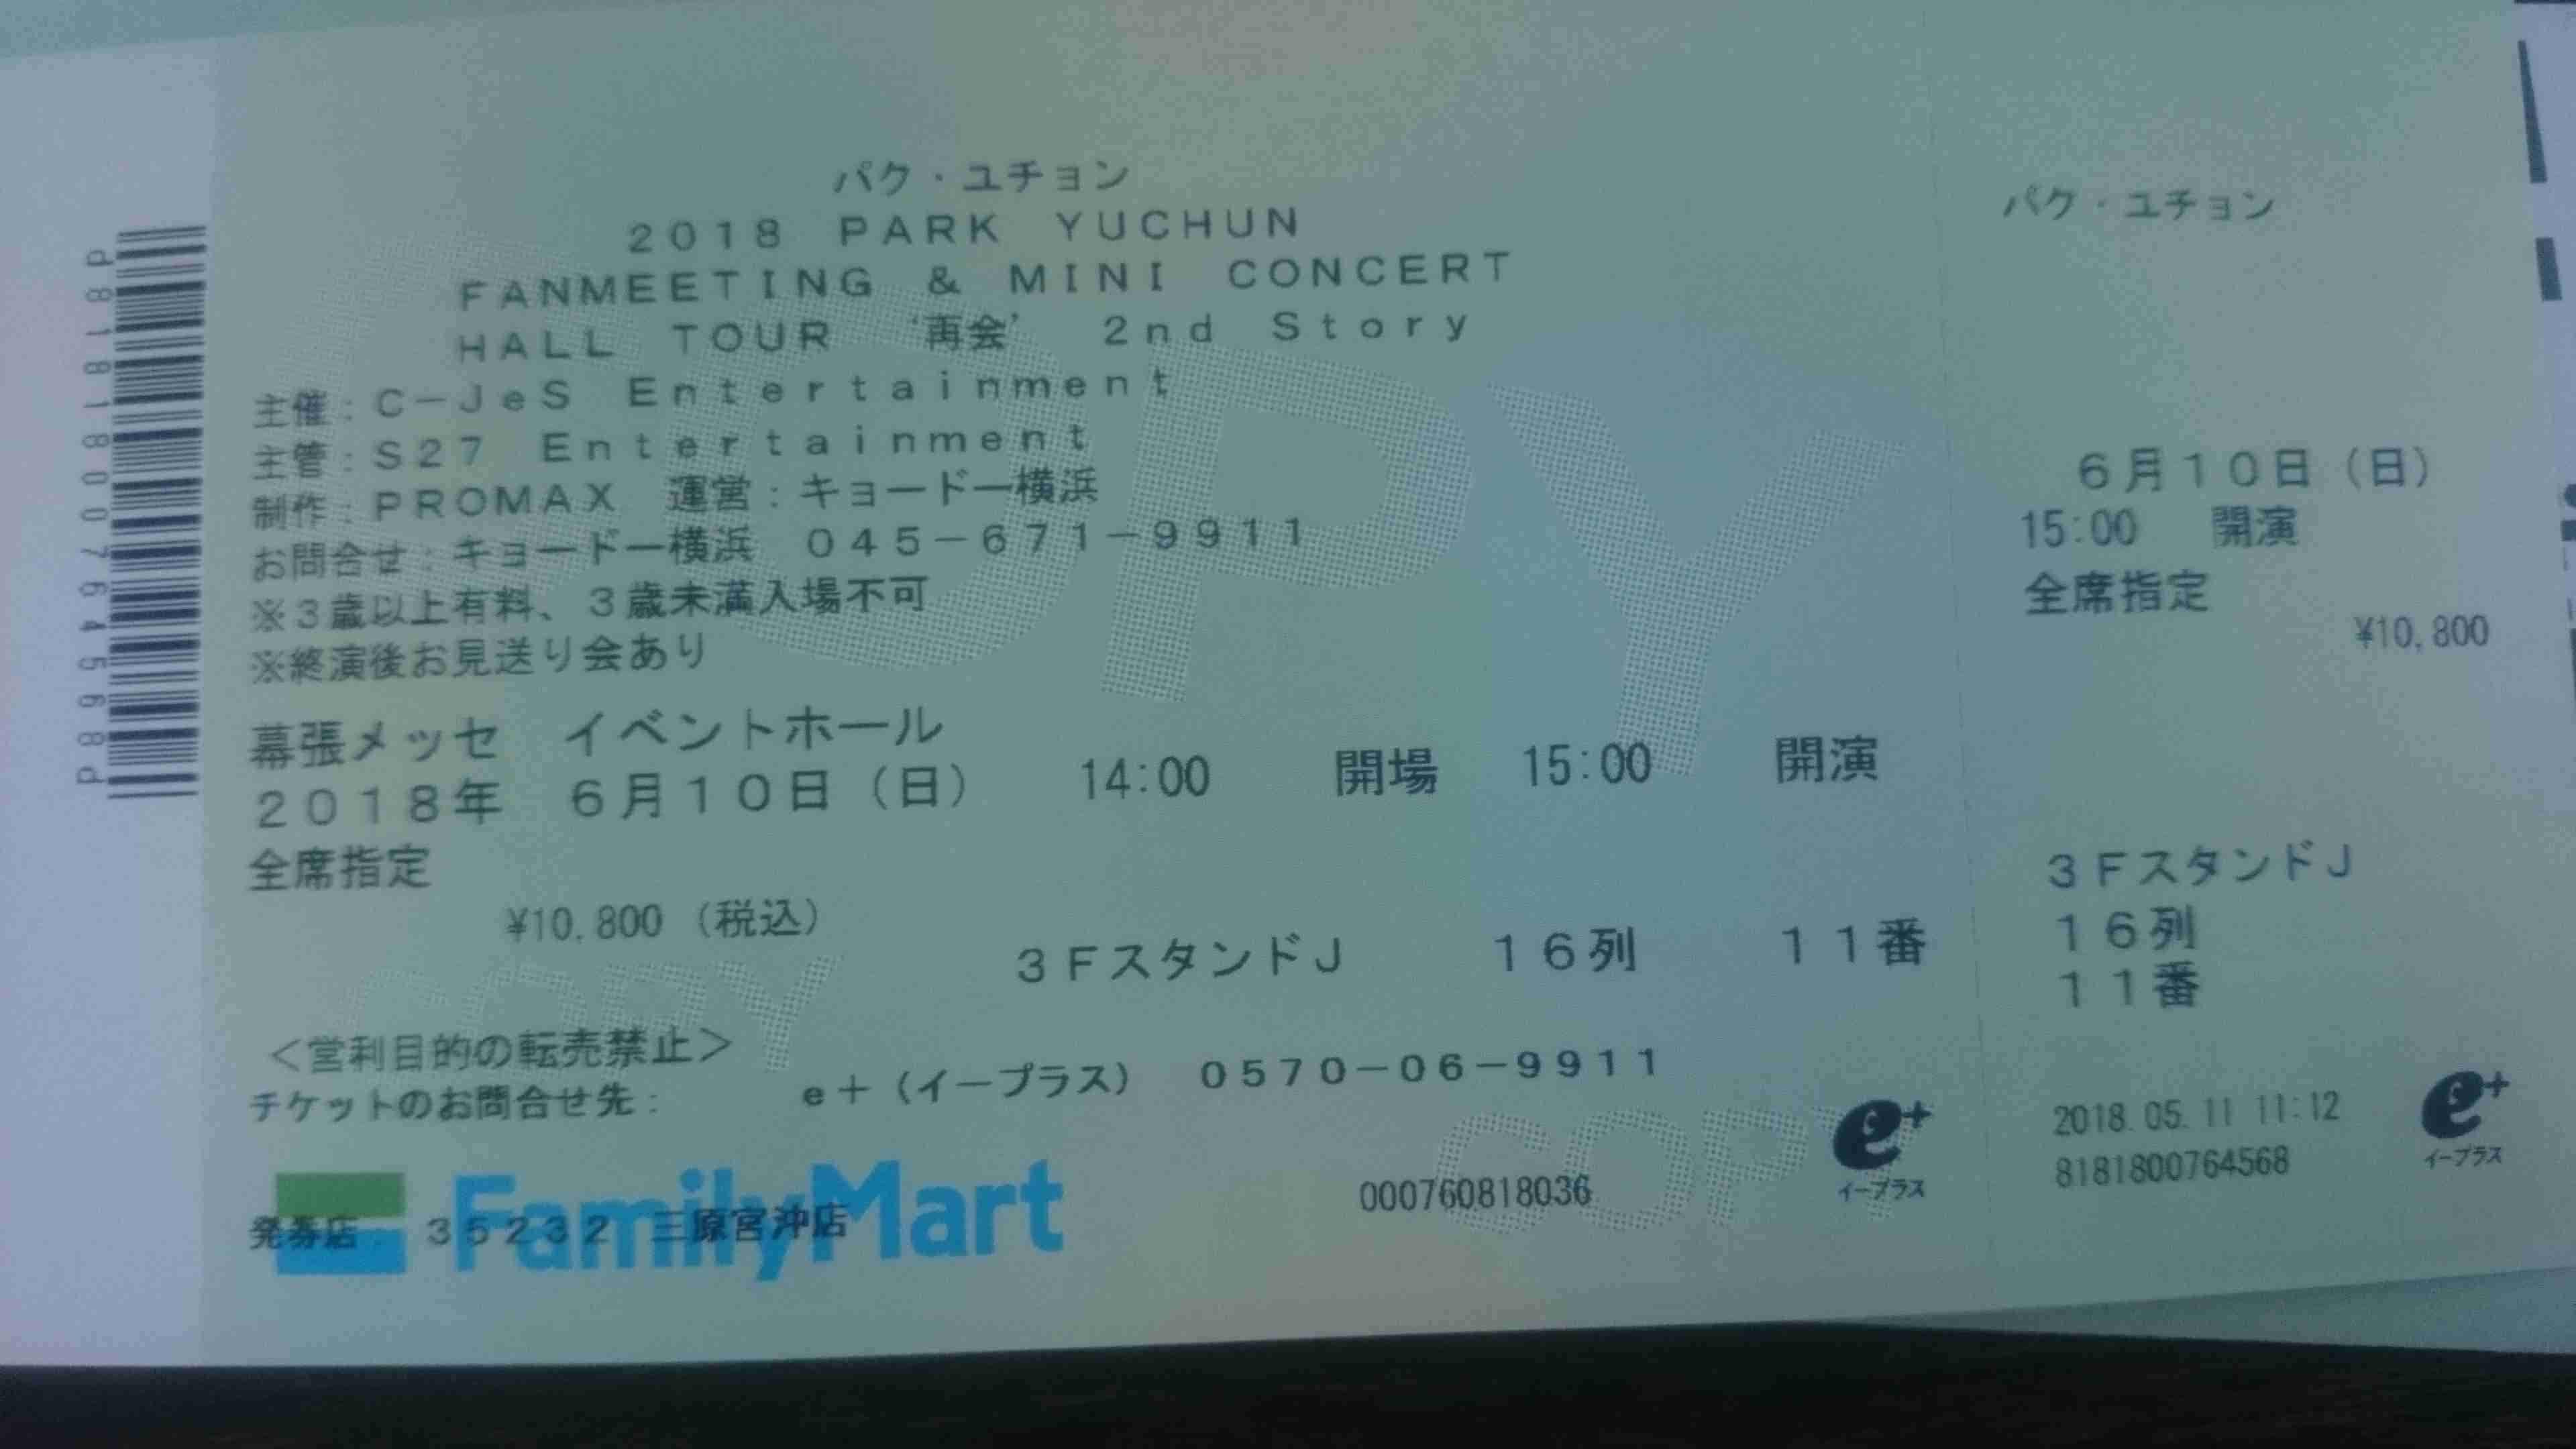 パク・ユチョン
2018 PARK YUCHUN
FANMEETING & MINI CONCERT
HALL TOUR '再会' 2nd Story
主催：C-JeS Entertainment
主管：S27 Entertainment
制作：PROMAX 運営：キョードー横浜
お問合せ：キョードー横浜 045-671-9911
※3歳以上有料、3歳未満入場不可
※終演後お見送り会あり
幕張メッセ イベントホール
2018年 6月10日（日） 14:00 開場 15:00 開演
全席指定
¥10,800（税込）
3FスタンドJ 16列 11番
＜営利目的の転売禁止＞
チケットのお問合せ先： e+（イープラス） 0570-06-9911
FamilyMart
発券店： 35232 三原宮沖店
000760818036
e+
イープラス
d8181800764568d
COPY
COPY
COPY
パク・ユチョン
6月10日（日）
15:00 開演
全席指定
¥10,800
3FスタンドJ
16列
11番
2018.05.11 11:12
8181800764568
e+
イープラス